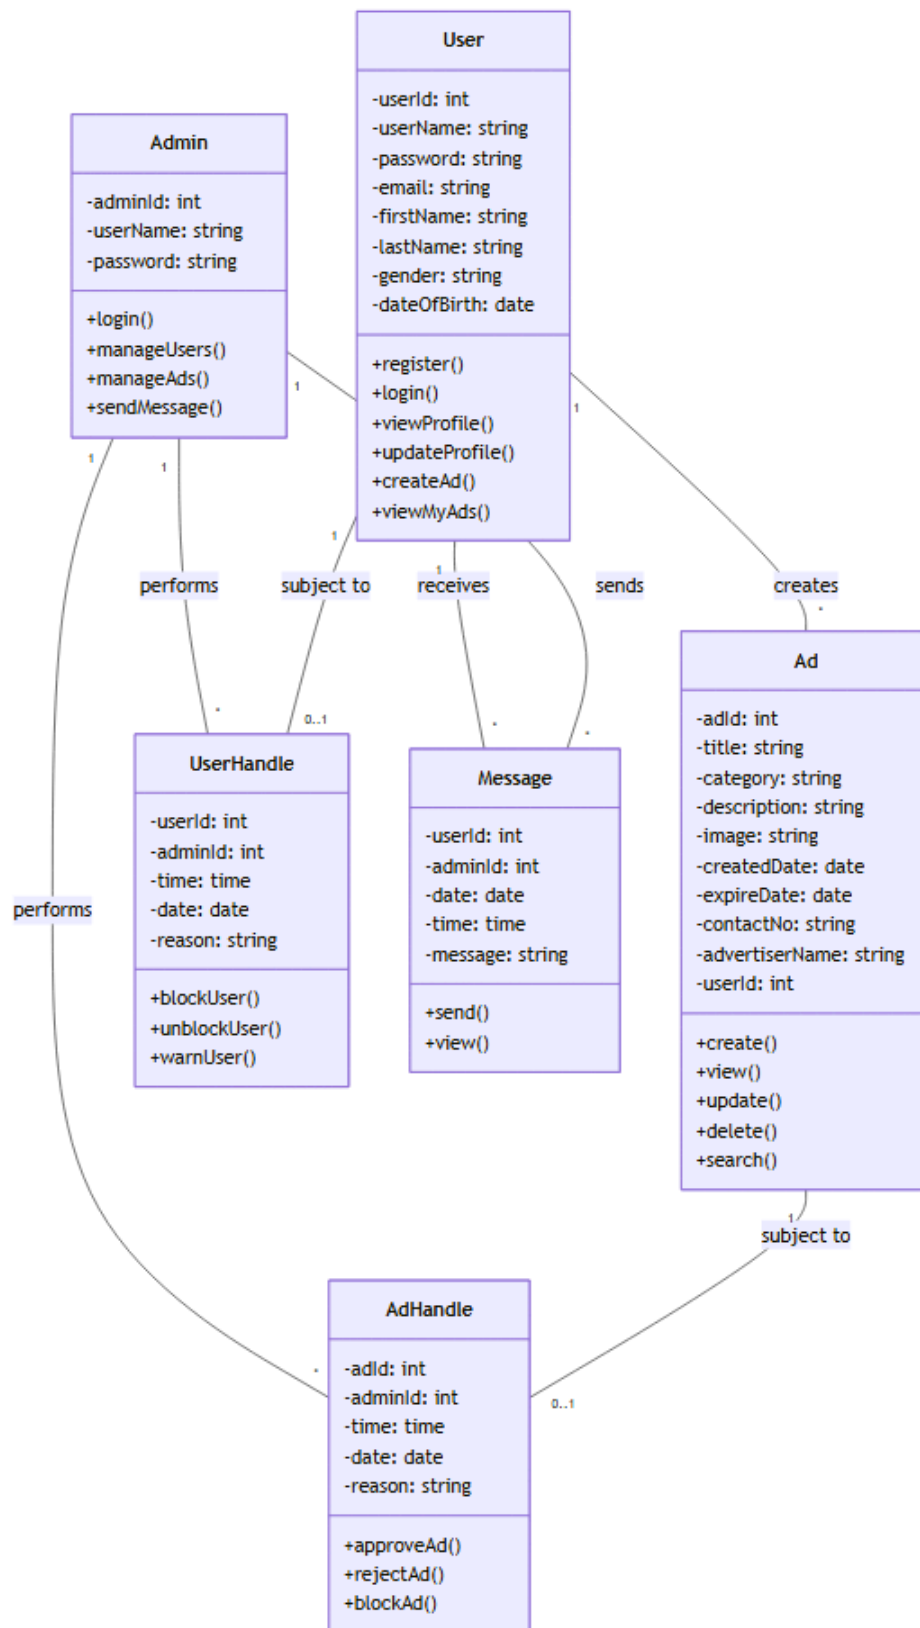 User
-userId: int
-userName: string
-password: string
-email: string
-firstName: string
-lastName: string
-gender: string
-dateOfBirth: date
+register()
+login()
+viewProfile()
+updateProfile()
+createAd()
+viewMyAds()
Admin
-adminId: int
-userName: string
-password: string
+login()
+manageUsers()
+manageAds()
+sendMessage()
1
1
1
1
1
1
performs
subject to
receives
sends
creates
*
*
0..1
*
*
UserHandle
-userId: int
-adminId: int
-time: time
-date: date
-reason: string
+blockUser()
+unblockUser()
+warnUser()
Message
-userId: int
-adminId: int
-date: date
-time: time
-message: string
+send()
+view()
Ad
-adId: int
-title: string
-category: string
-description: string
-image: string
-createdDate: date
-expireDate: date
-contactNo: string
-advertiserName: string
-userId: int
+create()
+view()
+update()
+delete()
+search()
performs
1
subject to
*
0..1
AdHandle
-adId: int
-adminId: int
-time: time
-date: date
-reason: string
+approveAd()
+rejectAd()
+blockAd()